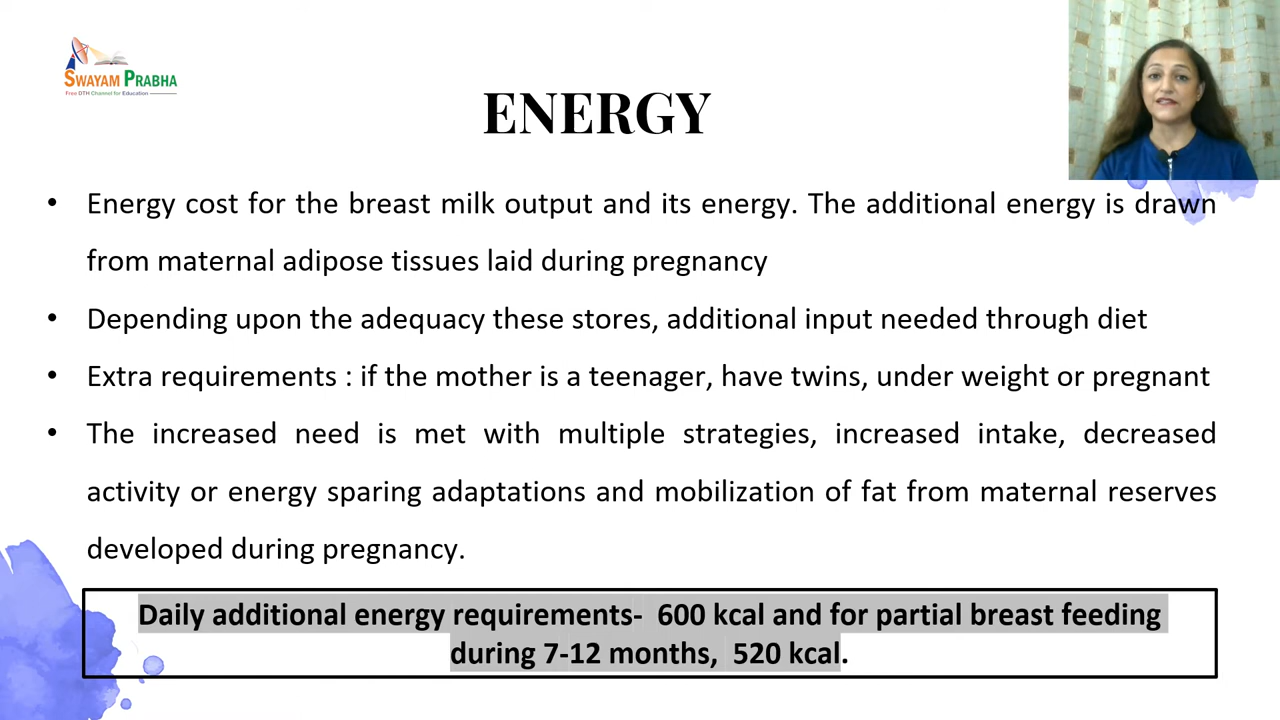 SWAYAM PRABHA
Free DTH Channel for Education
ENERGY
• Energy cost for the breast milk output and its energy. The additional energy is drawn
from maternal adipose tissues laid during pregnancy
• Depending upon the adequacy these stores, additional input needed through diet
• Extra requirements : if the mother is a teenager, have twins, under weight or pregnant
• The increased need is met with multiple strategies, increased intake, decreased
activity or energy sparing adaptations and mobilization of fat from maternal reserves
developed during pregnancy.
Daily additional energy requirements- 600 kcal and for partial breast feeding
during 7-12 months, 520 kcal.